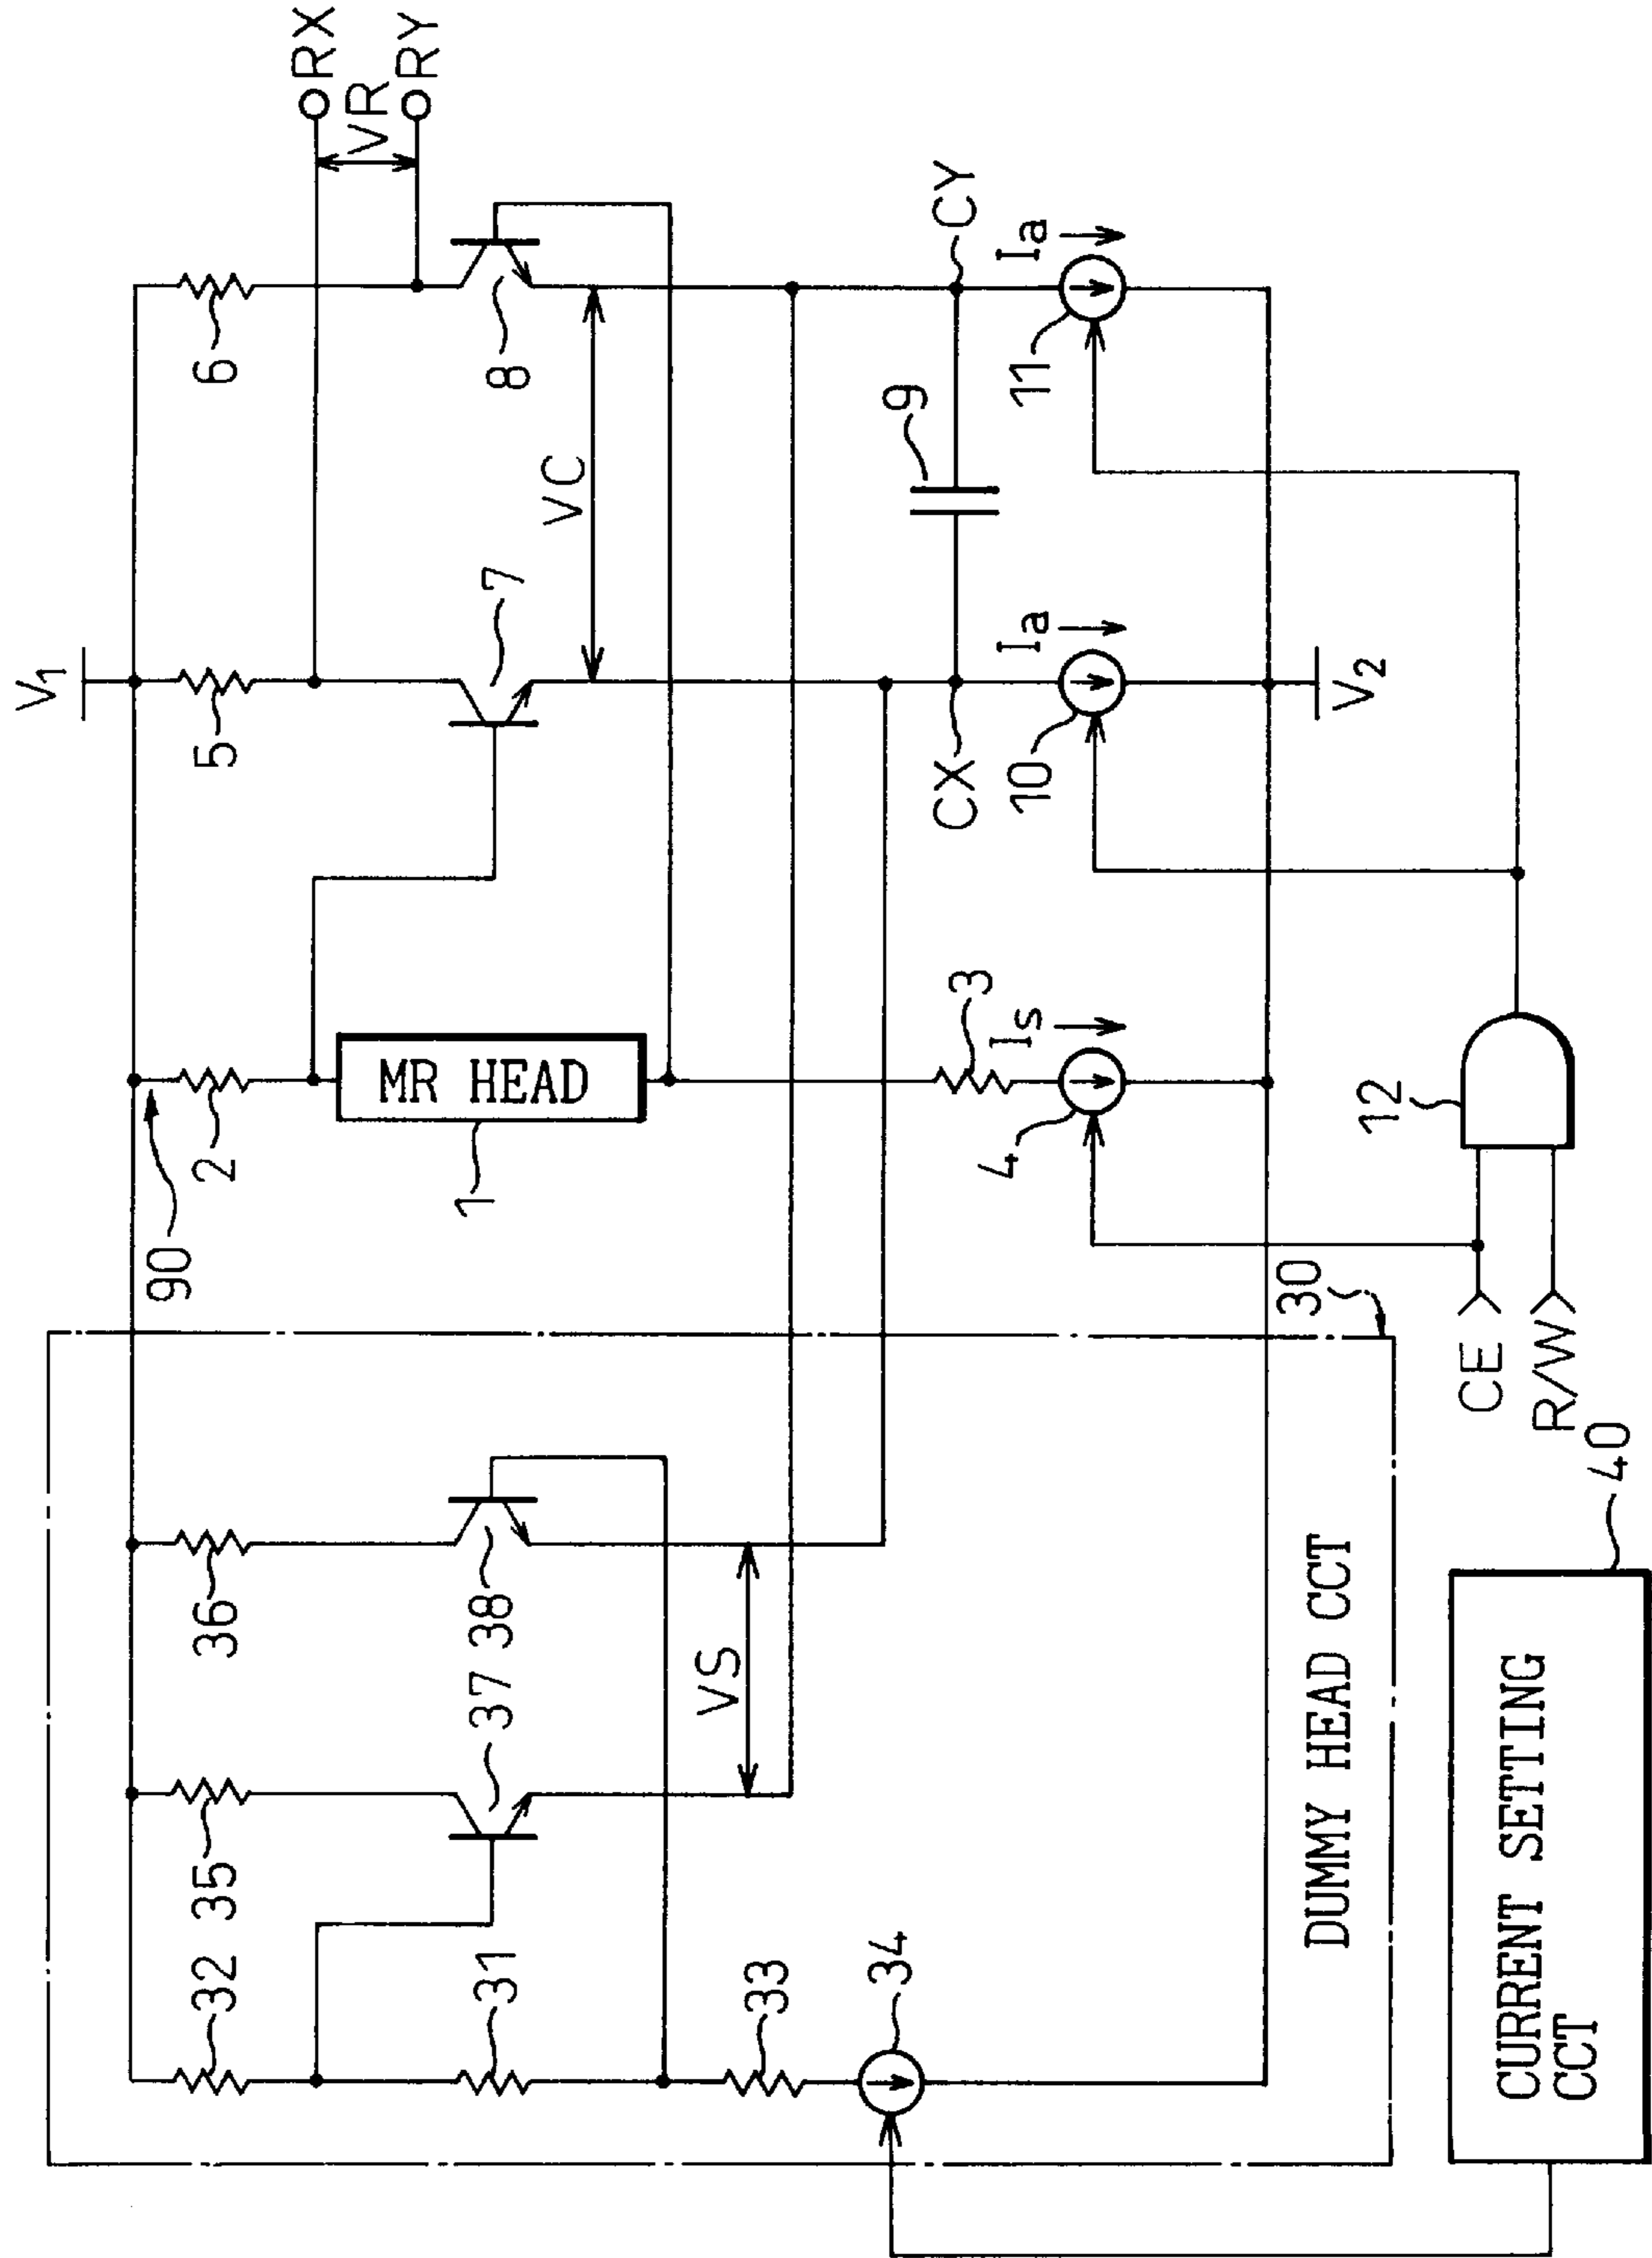 V1
RX
VR
RY
90
32
35
36
2
5
6
31
37
38
1
MR HEAD
7
8
VS
VC
33
34
3
Is
4
9
CX
CY
10
Ia
11
Ia
V2
30
DUMMY HEAD CCT
CE
R/W
12
40
CURRENT SETTING
CCT